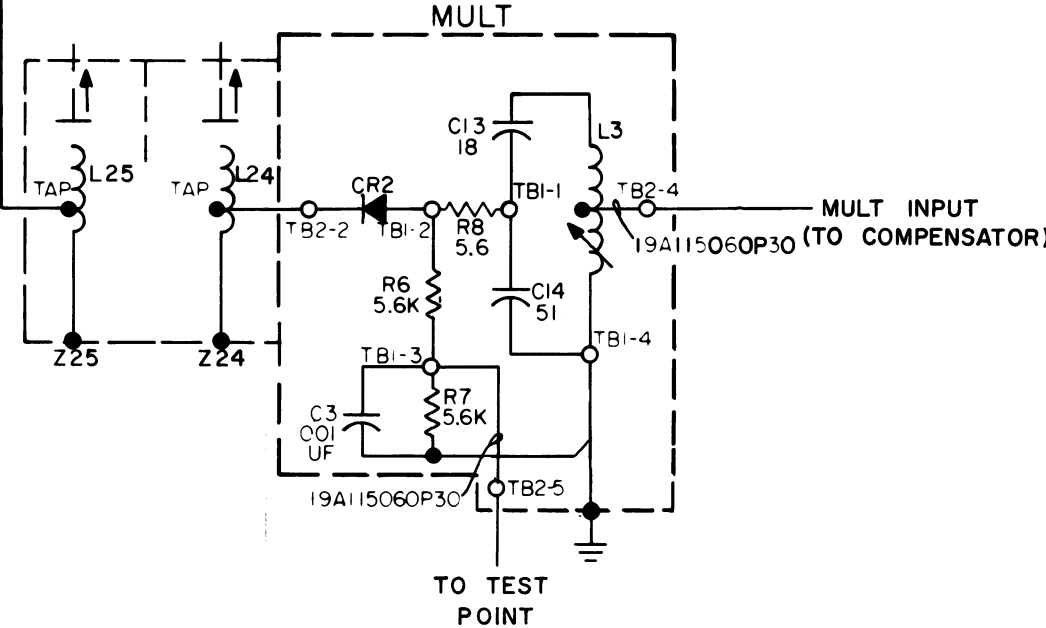 MULT
C13
18
L3
L25
L24
TAP
TAP
CR2
TB1-1
TB2-4
TB2-2
TB1-2
R8
5.6
19A115060P30
MULT INPUT
(TO COMPENSATOR)
R6
5.6K
C14
51
Z25
Z24
TB1-3
TB1-4
R7
5.6K
C3
.001
UF
19A115060P30
TB2-5
TO TEST
POINT